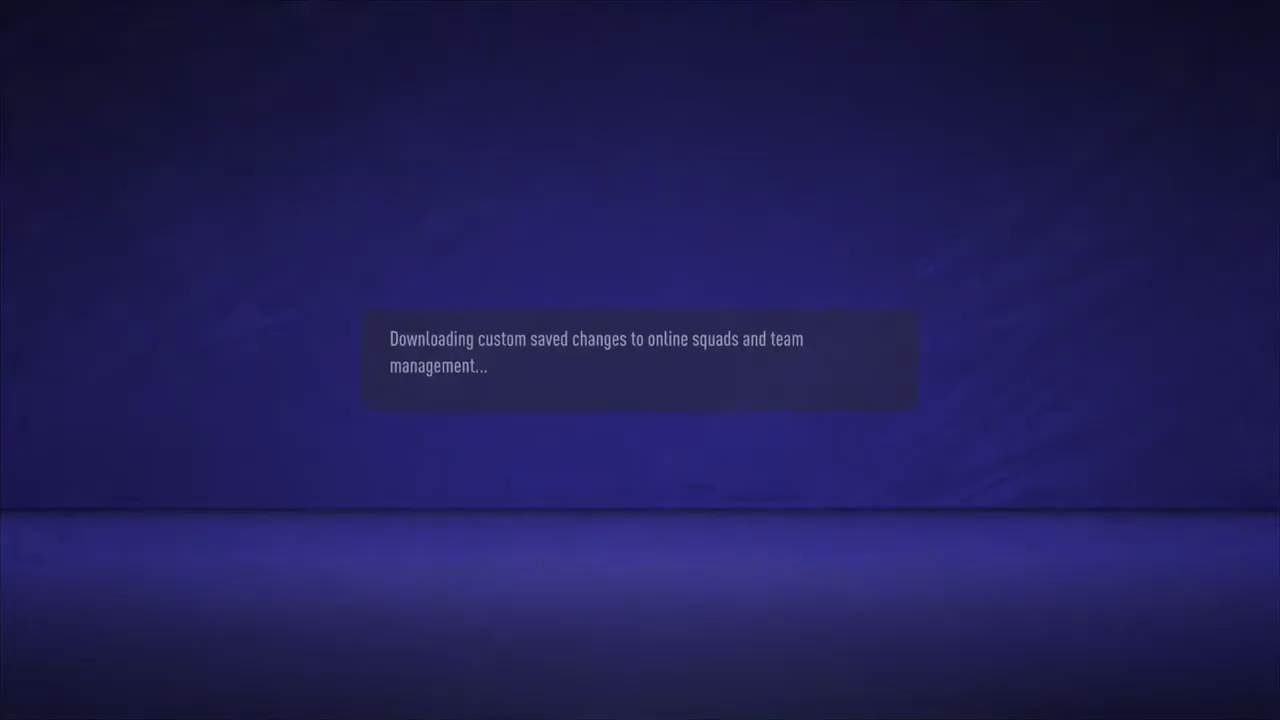 Downloading custom saved changes to online squads and team
management...